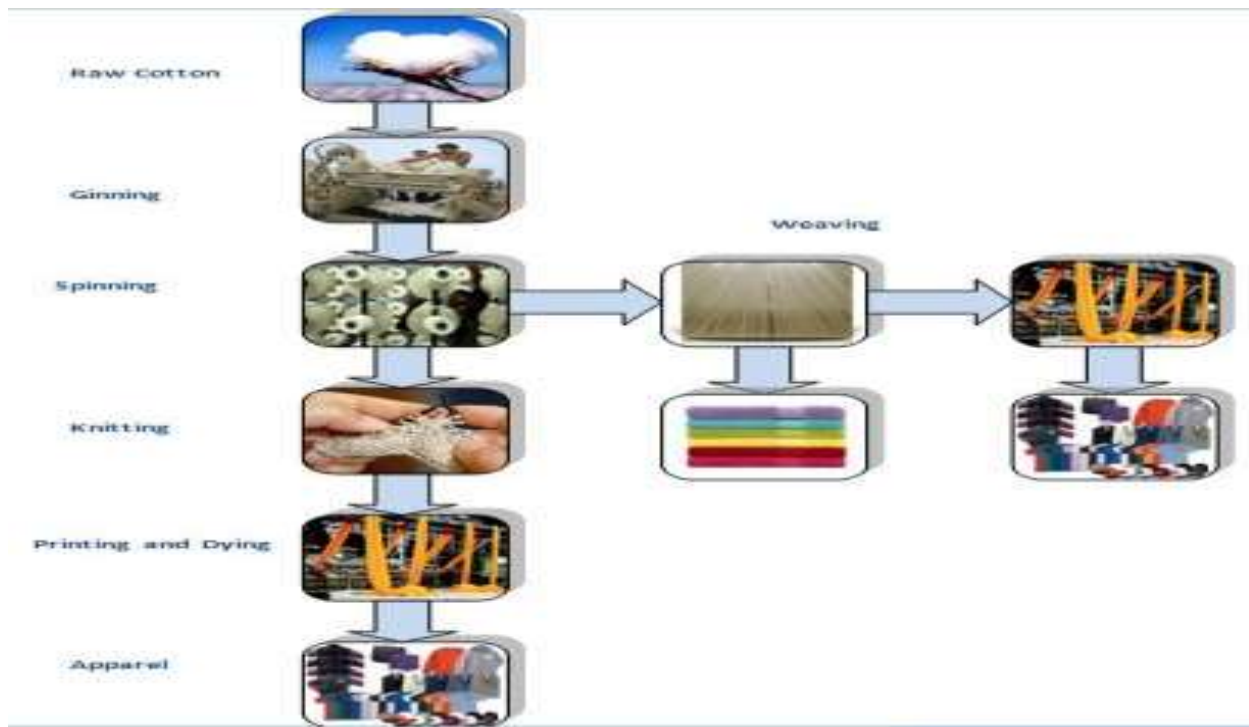 Raw Cotton
Ginning
Weaving
Spinning
Knitting
Printing and Dying
Apparel